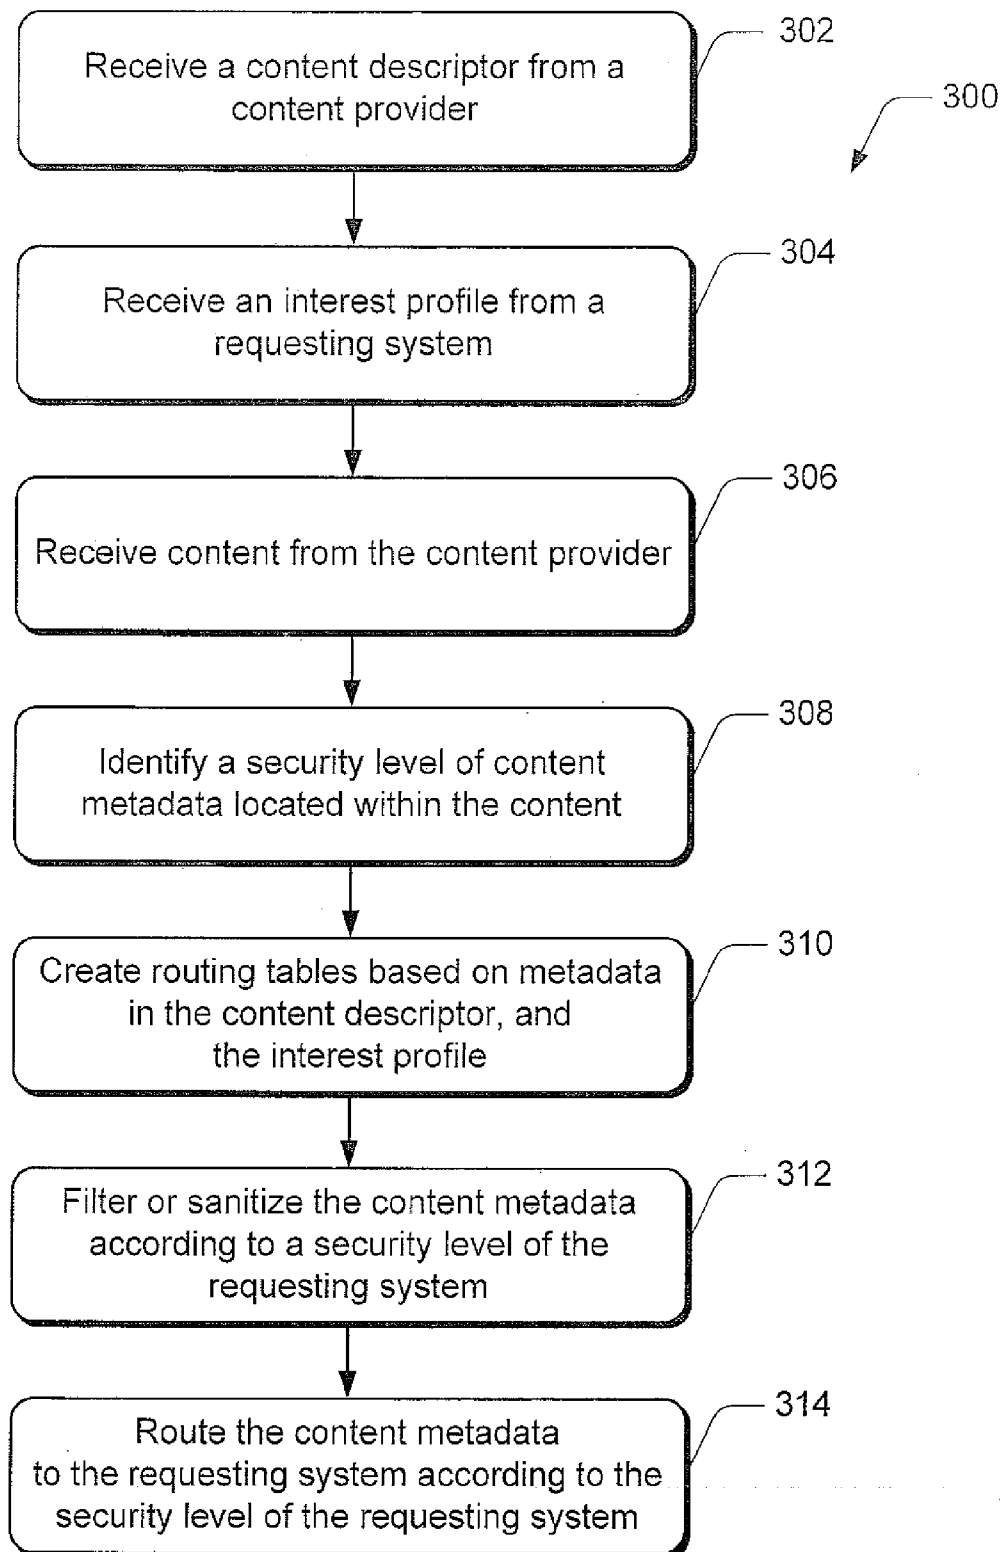 302
Receive a content descriptor from a
content provider
300
304
Receive an interest profile from a
requesting system
306
Receive content from the content provider
308
Identify a security level of content
metadata located within the content
310
Create routing tables based on metadata
in the content descriptor, and
the interest profile
312
Filter or sanitize the content metadata
according to a security level of the
requesting system
314
Route the content metadata
to the requesting system according to the
security level of the requesting system